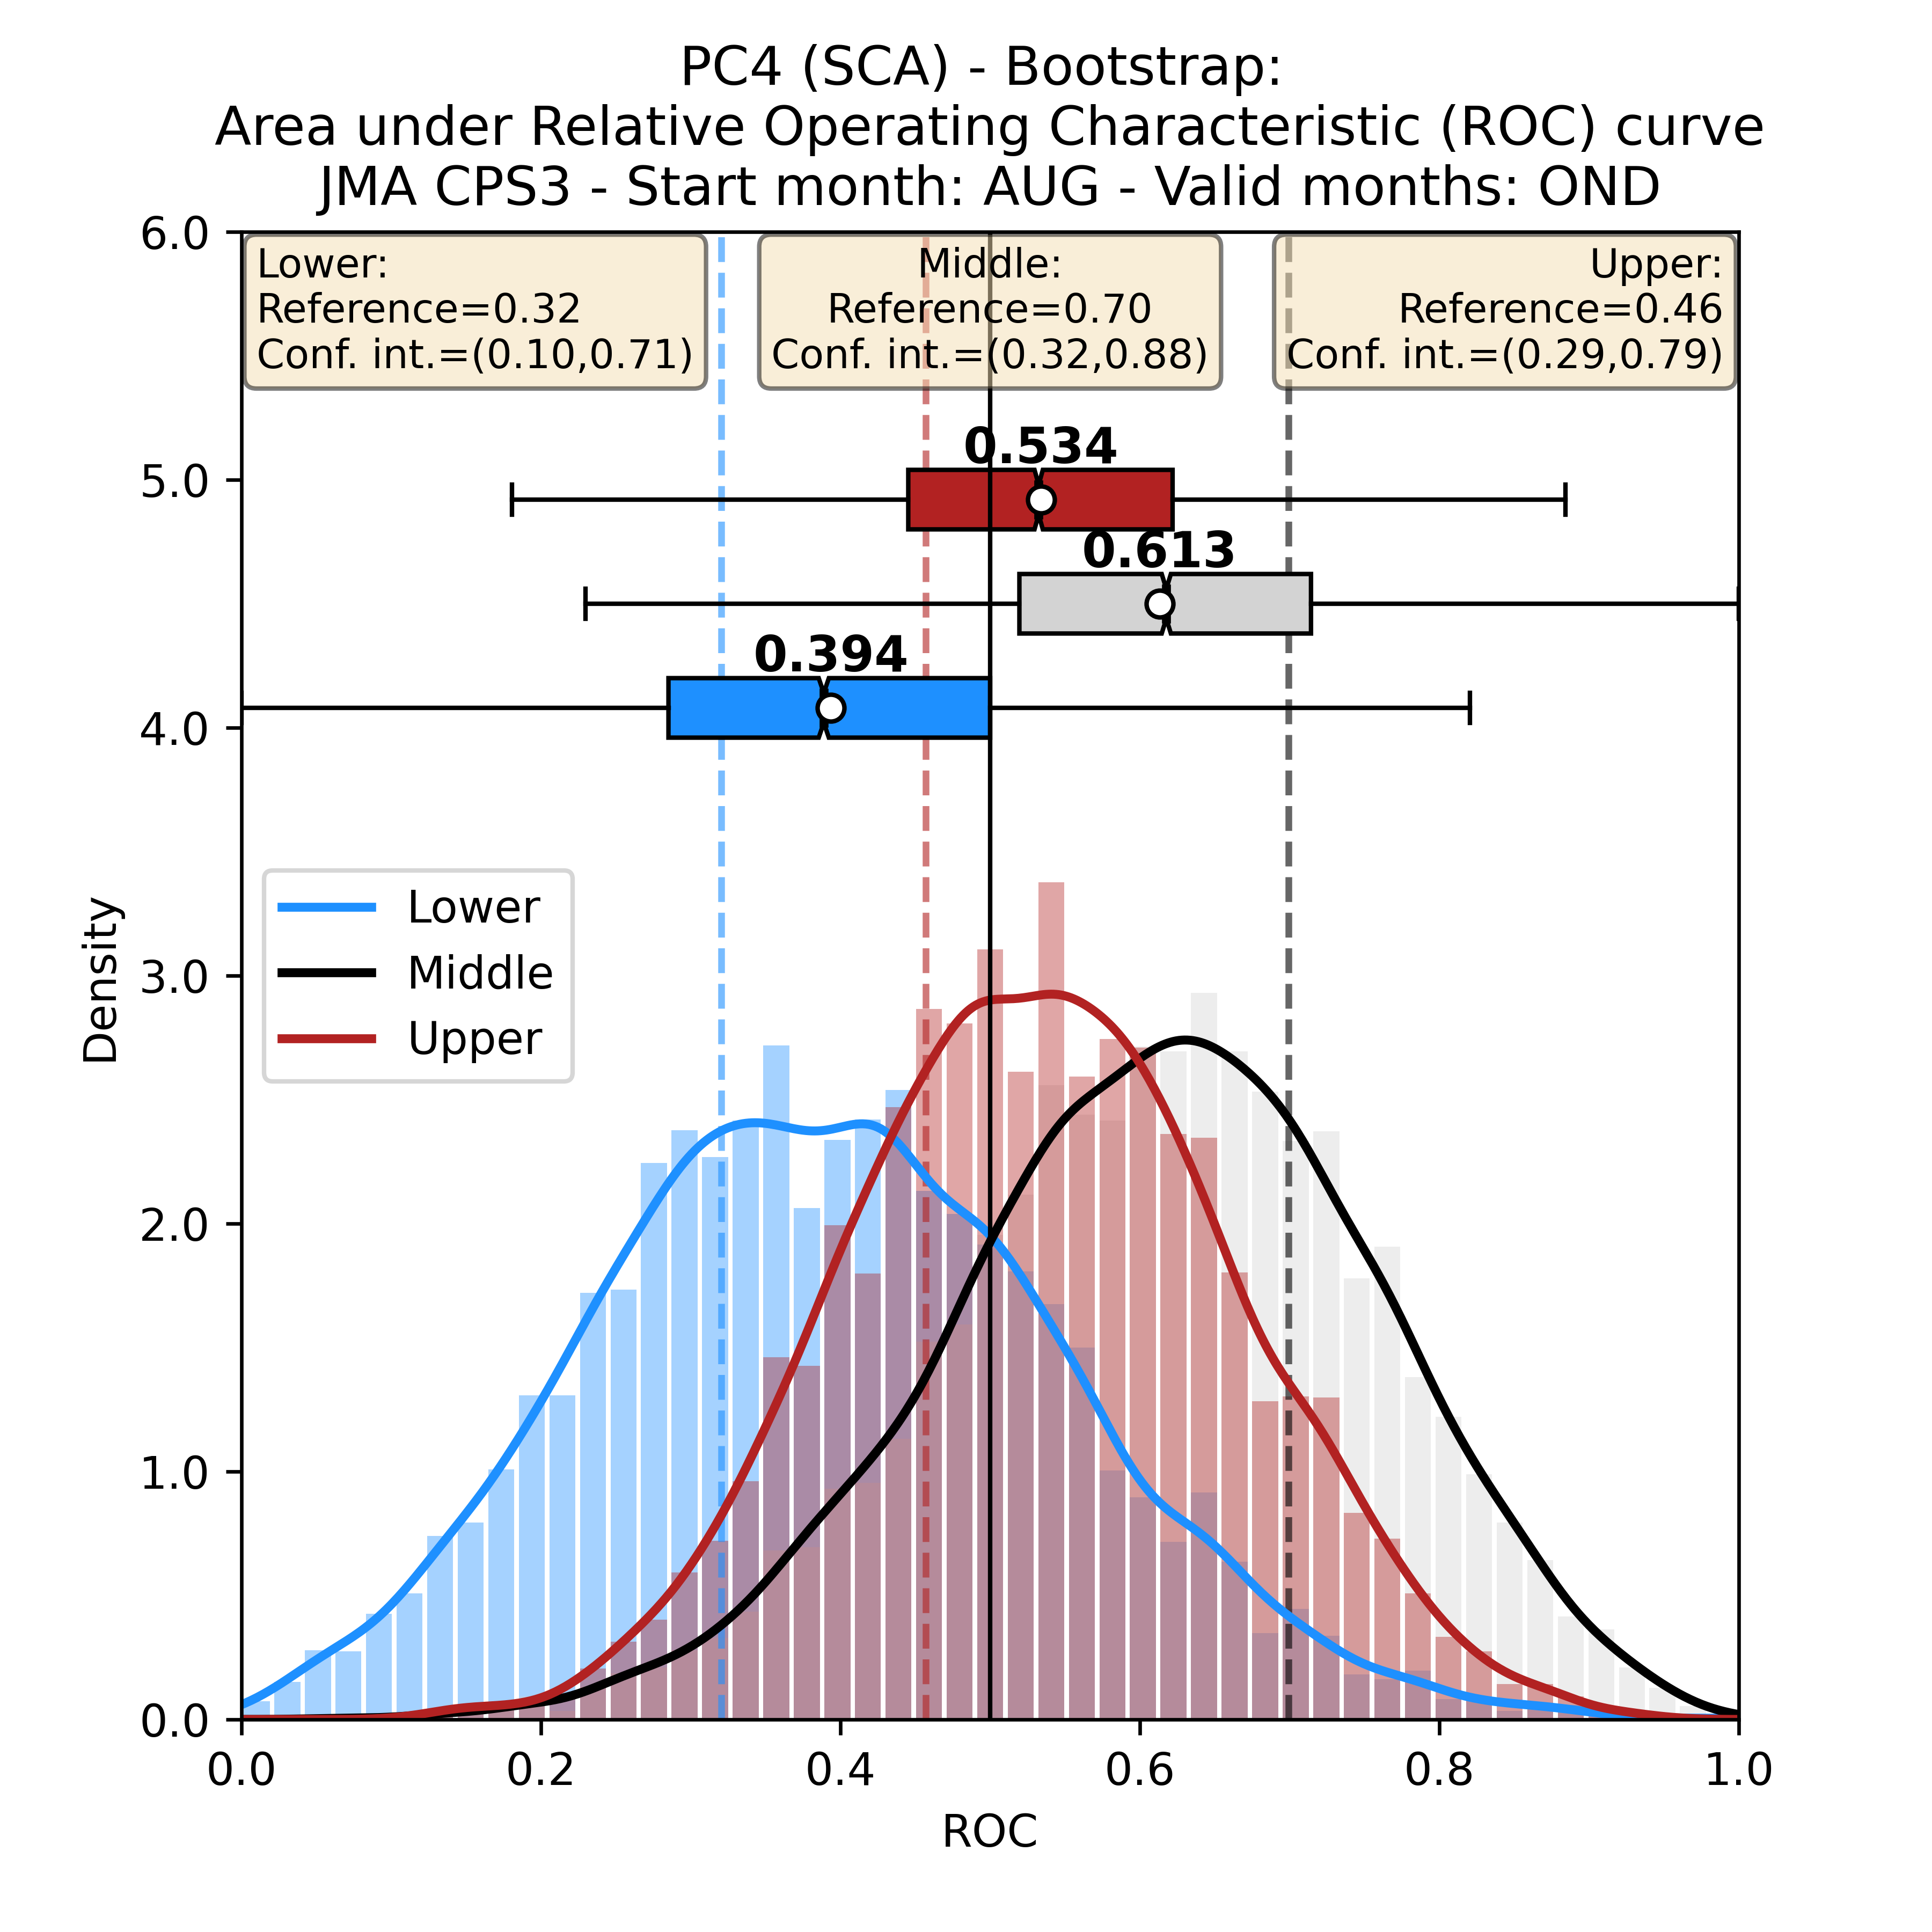 PC4 (SCA) - Bootstrap:
Area under Relative Operating Characteristic (ROC) curve
JMA CPS3 - Start month: AUG - Valid months: OND
Lower:
Reference=0.32
Conf. int.=(0.10,0.71)
Middle:
Reference=0.70
Conf. int.=(0.32,0.88)
Upper:
Reference=0.46
Conf. int.=(0.29,0.79)
6.0
5.0
4.0
3.0
2.0
1.0
0.0
Density
0.534
0.613
0.394
Lower
Middle
Upper
0.0 0.2 0.4 0.6 0.8 1.0
ROC